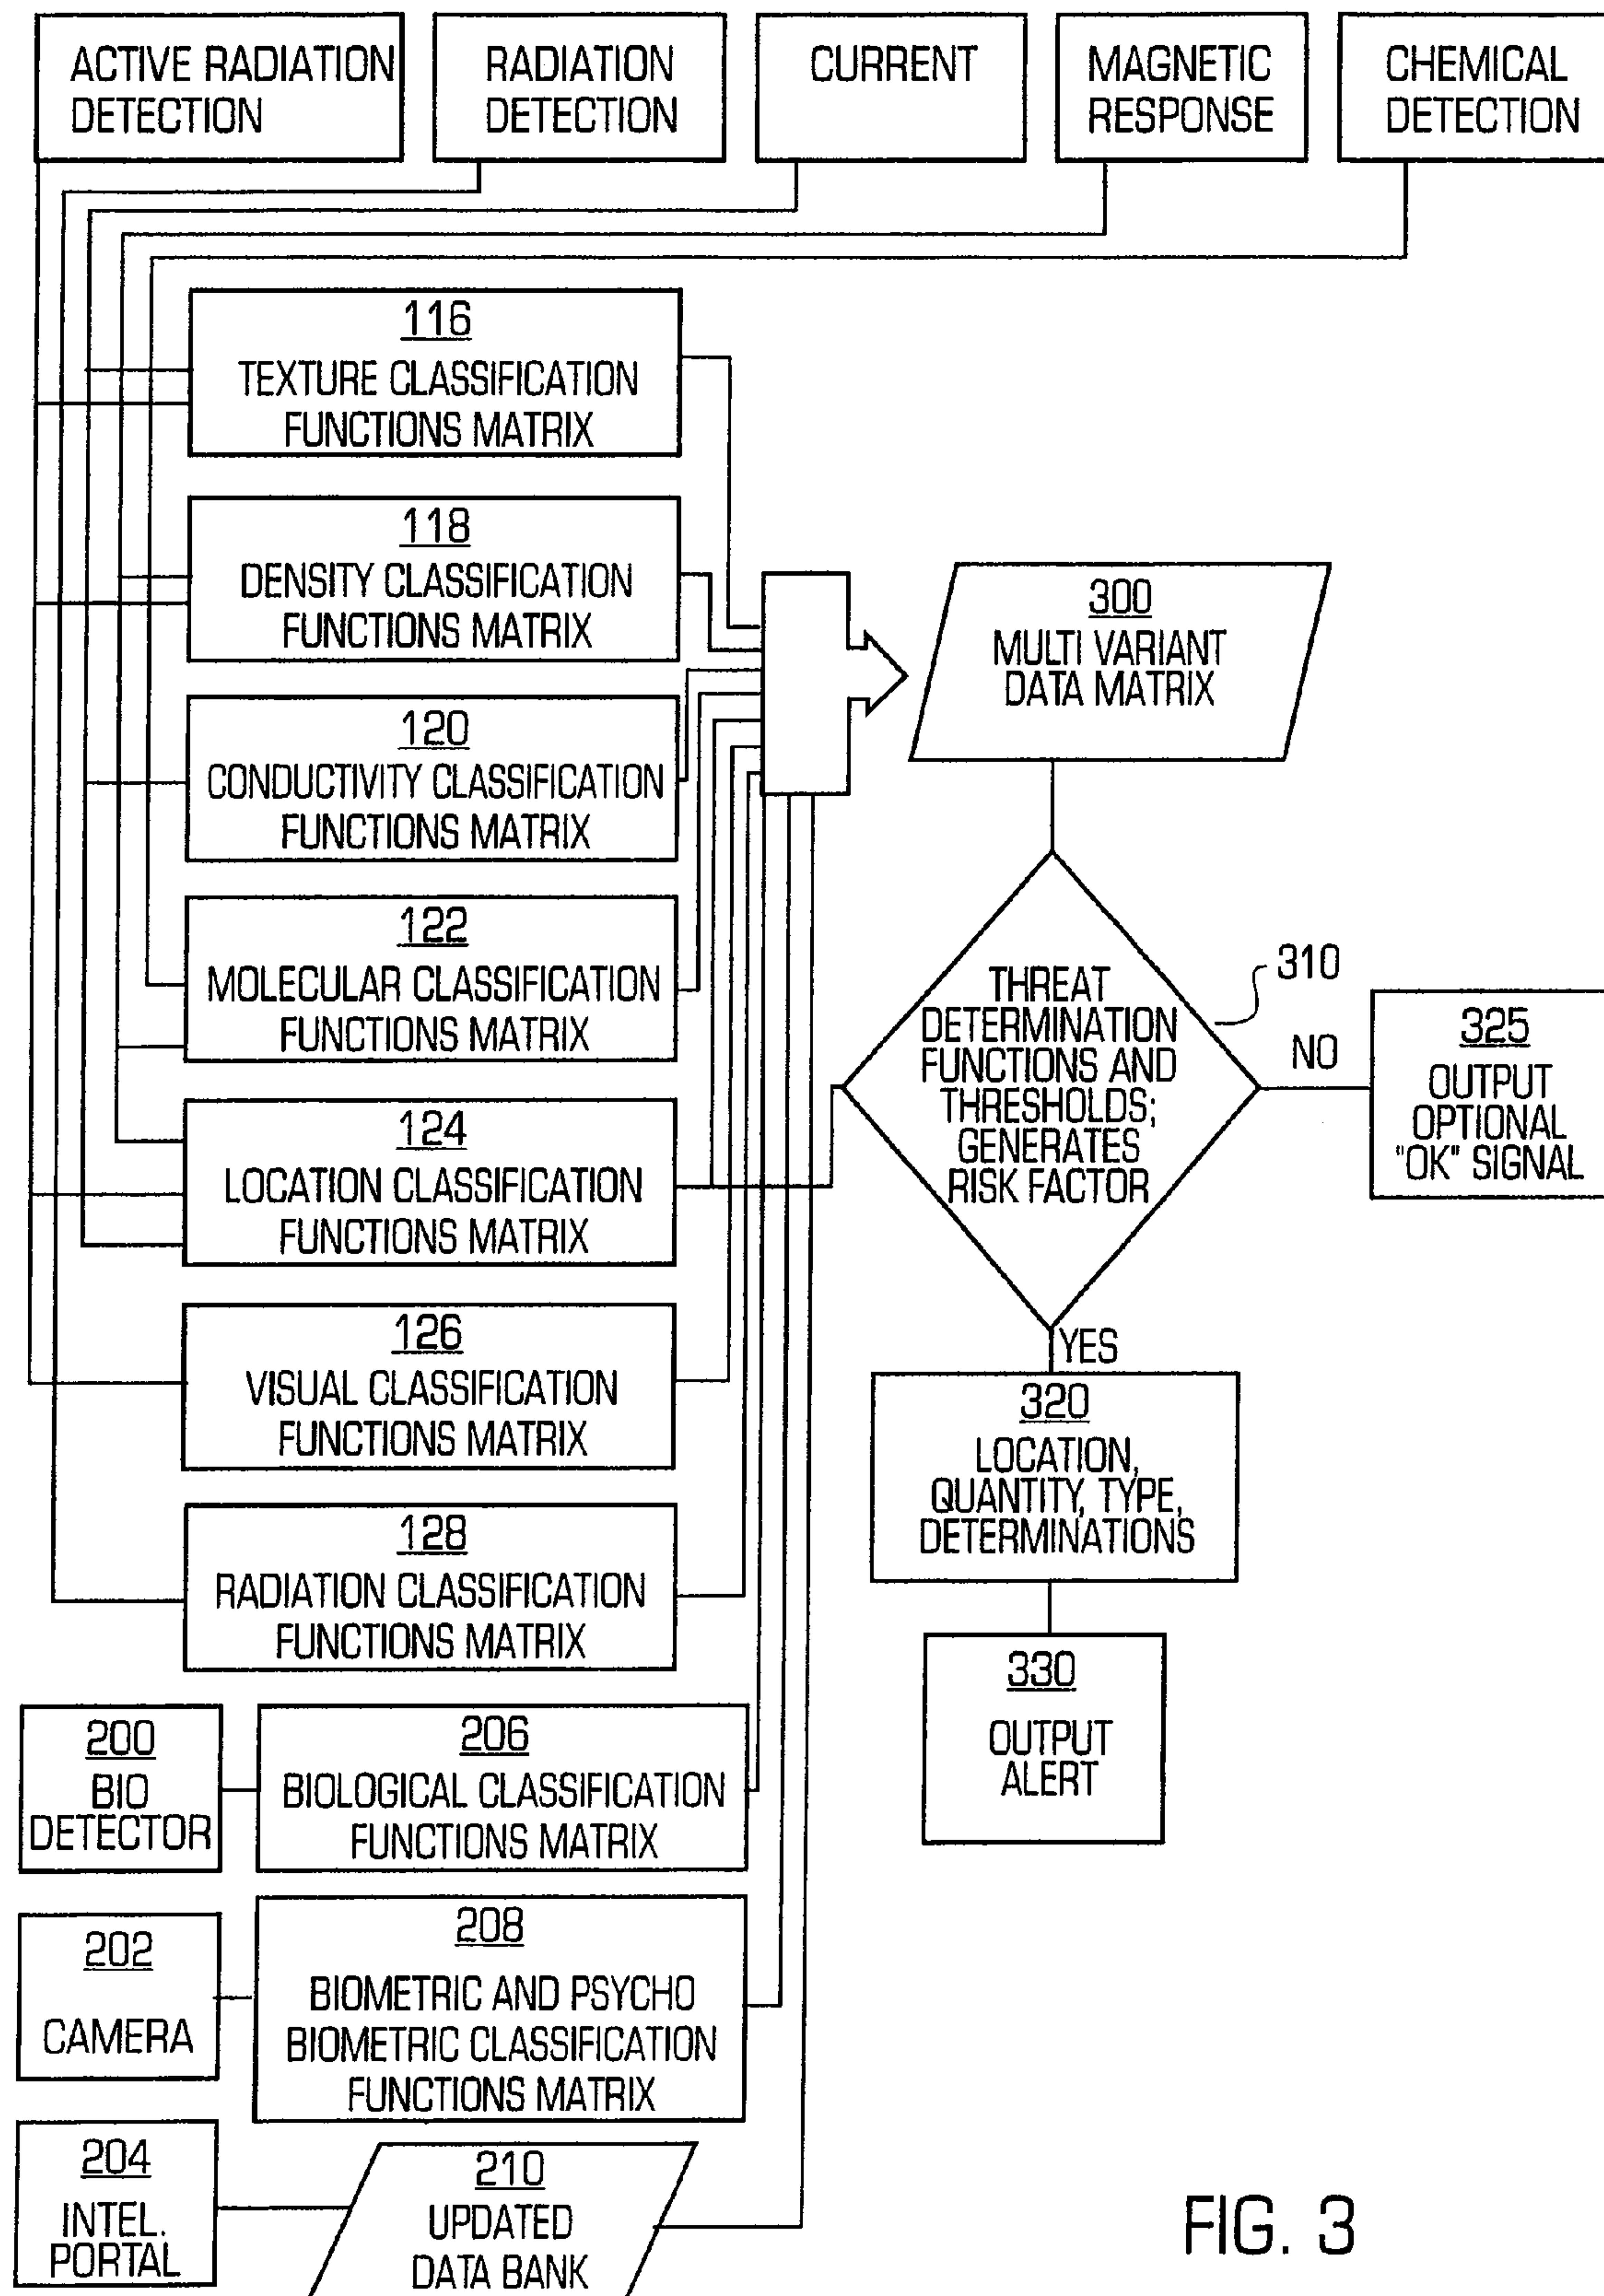 ACTIVE RADIATION
DETECTION
RADIATION
DETECTION
CURRENT
MAGNETIC
RESPONSE
CHEMICAL
DETECTION
116
TEXTURE CLASSIFICATION
FUNCTIONS MATRIX
118
DENSITY CLASSIFICATION
FUNCTIONS MATRIX
120
CONDUCTIVITY CLASSIFICATION
FUNCTIONS MATRIX
122
MOLECULAR CLASSIFICATION
FUNCTIONS MATRIX
124
LOCATION CLASSIFICATION
FUNCTIONS MATRIX
126
VISUAL CLASSIFICATION
FUNCTIONS MATRIX
128
RADIATION CLASSIFICATION
FUNCTIONS MATRIX
200
BIO
DETECTOR
206
BIOLOGICAL CLASSIFICATION
FUNCTIONS MATRIX
202
CAMERA
208
BIOMETRIC AND PSYCHO
BIOMETRIC CLASSIFICATION
FUNCTIONS MATRIX
204
INTEL.
PORTAL
210
UPDATED
DATA BANK
300
MULTI VARIANT
DATA MATRIX
THREAT
DETERMINATION
FUNCTIONS AND
THRESHOLDS;
GENERATES
RISK FACTOR
310
NO
325
OUTPUT
OPTIONAL
"OK" SIGNAL
YES
320
LOCATION,
QUANTITY, TYPE,
DETERMINATIONS
330
OUTPUT
ALERT
FIG. 3